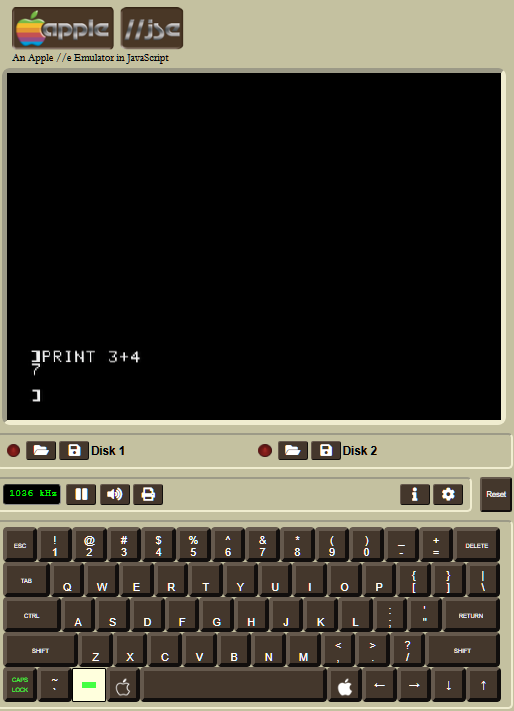 apple //jse
An Apple //e Emulator in JavaScript
]PRINT 3+4
7
]
Disk 1 Disk 2
1036 kHz Reset
ESC ! 1 @ 2 # 3 $ 4 % 5 ^ 6 & 7 * 8 ( 9 ) 0 _ - + = DELETE
TAB Q W E R T Y U I O P { [ } ] | \
CTRL A S D F G H J K L : ; ' " RETURN
SHIFT Z X C V B N M < , > . ? / SHIFT
CAPS LOCK ~ ` ← → ↓ ↑